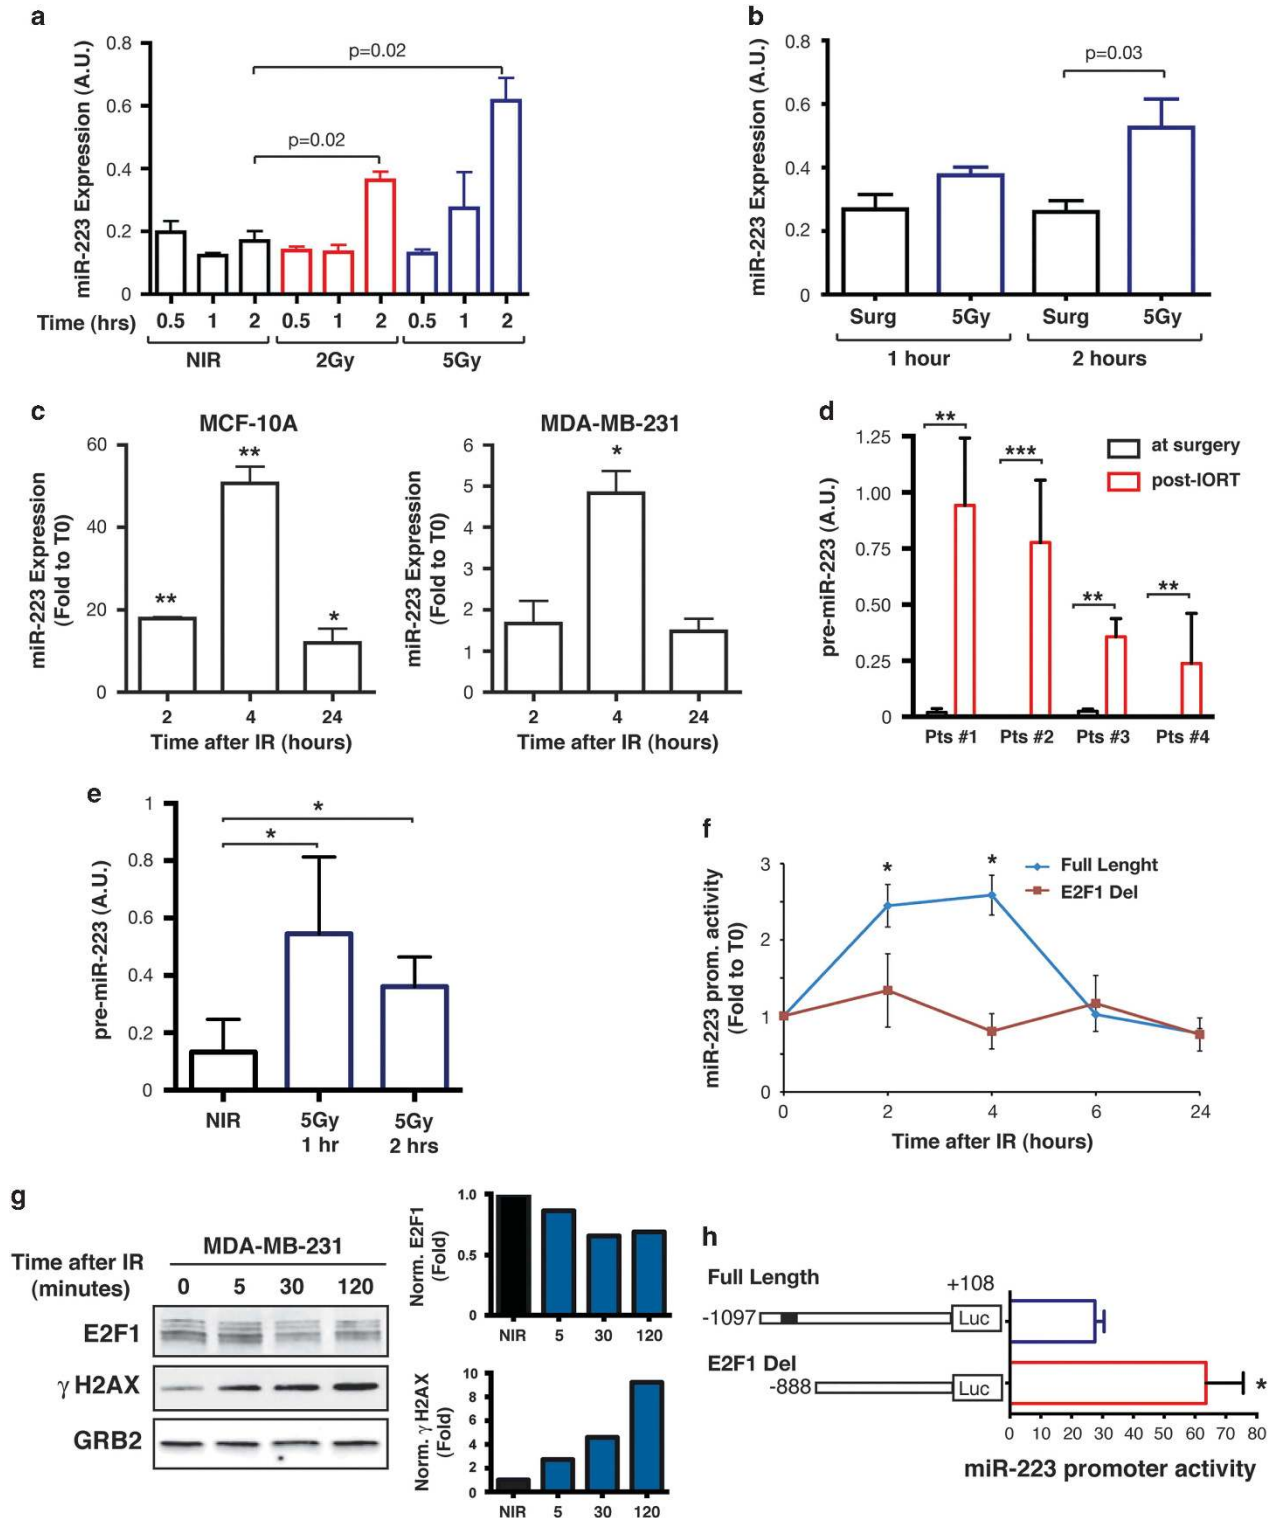 a
miR-223 Expression (A.U.)
0.8
0.6
0.4
0.2
0
p=0.02
p=0.02
Time (hrs) 0.5 1 2 0.5 1 2 0.5 1 2
NIR 2Gy 5Gy
b
miR-223 Expression (A.U.)
0.8
0.6
0.4
0.2
0
p=0.03
Surg 5Gy Surg 5Gy
1 hour 2 hours
c
MCF-10A
miR-223 Expression
(Fold to T0)
60
40
20
0
** ** *
2 4 24
Time after IR (hours)
MDA-MB-231
miR-223 Expression
(Fold to T0)
6
5
4
3
2
1
0
*
2 4 24
Time after IR (hours)
d
pre-miR-223 (A.U.)
1.25
1.00
0.75
0.50
0.25
0
** *** ** **
at surgery
post-IORT
Pts #1 Pts #2 Pts #3 Pts #4
e
pre-miR-223 (A.U.)
1
0.8
0.6
0.4
0.2
0
*
*
NIR 5Gy 5Gy
1 hr 2 hrs
f
miR-223 prom. activity
(Fold to T0)
3
2
1
0
* *
Full Lenght
E2F1 Del
0 2 4 6 24
Time after IR (hours)
g
MDA-MB-231
Time after IR
(minutes)
0 5 30 120
E2F1
γ H2AX
GRB2
Norm. E2F1
(Fold)
1.0
0.5
0
NIR 5 30 120
Norm. γ H2AX
(Fold)
10
8
6
4
2
0
NIR 5 30 120
h
Full Length
+108
-1097
Luc
E2F1 Del
-888
Luc
*
0 10 20 30 40 50 60 70 80
miR-223 promoter activity